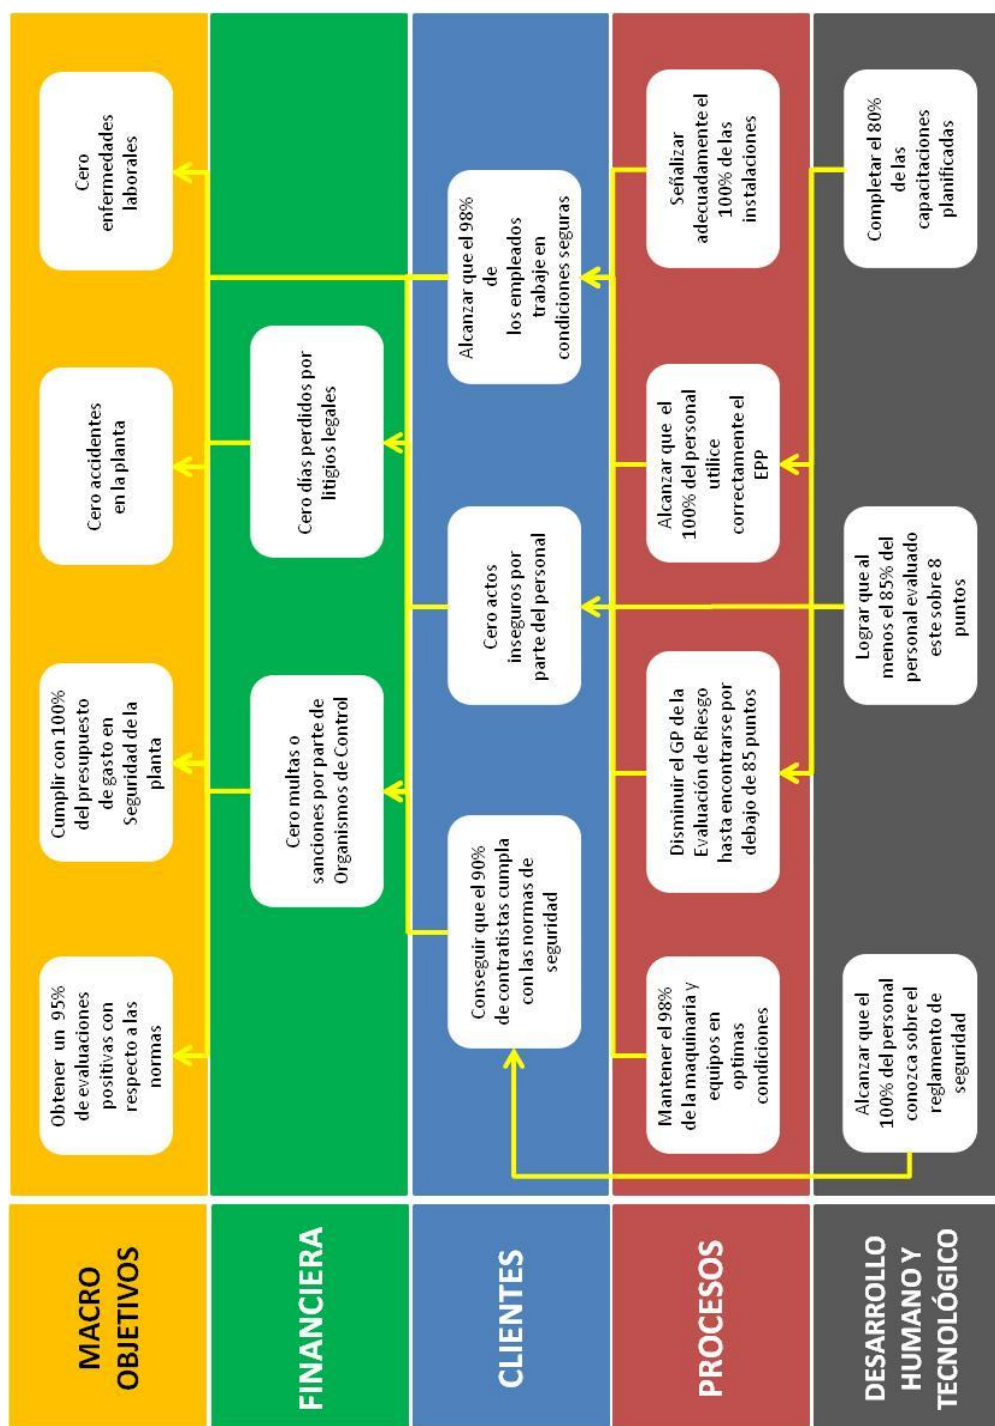 MACRO
OBJETIVOS
Obtener un 95%
de evaluaciones
positivas con
respecto a las
normas
Cumplir con 100%
del presupuesto
de gasto en
Seguridad de la
planta
Cero accidentes
en la planta
Cero
enfermedades
laborales
FINANCIERA
Cero multas o
sanciones por parte de
Organismos de Control
Cero días perdidos por
litigios legales
CLIENTES
Conseguir que el 90%
de contratistas cumpla
con las normas de
seguridad
Cero actos
inseguros por
parte del personal
Alcanzar que el 98%
de
los empleados
trabaje en
condiciones seguras
PROCESOS
Mantener el 98%
de la maquinaria y
equipos en
optimas
condiciones
Disminuir el GP de la
Evaluación de Riesgo
hasta encontrarse por
debajo de 85 puntos
Alcanzar que el
100% del personal
utilice
correctamente el
EPP
Señalizar
adecuadamente el
100% de las
instalaciones
DESARROLLO
HUMANO Y
TECNOLÓGICO
Alcanzar que el
100% del personal
conozca sobre el
reglamento de
seguridad
Lograr que al
menos el 85% del
personal evaluado
este sobre 8
puntos
Completar el 80%
de las
capacitaciones
planificadas